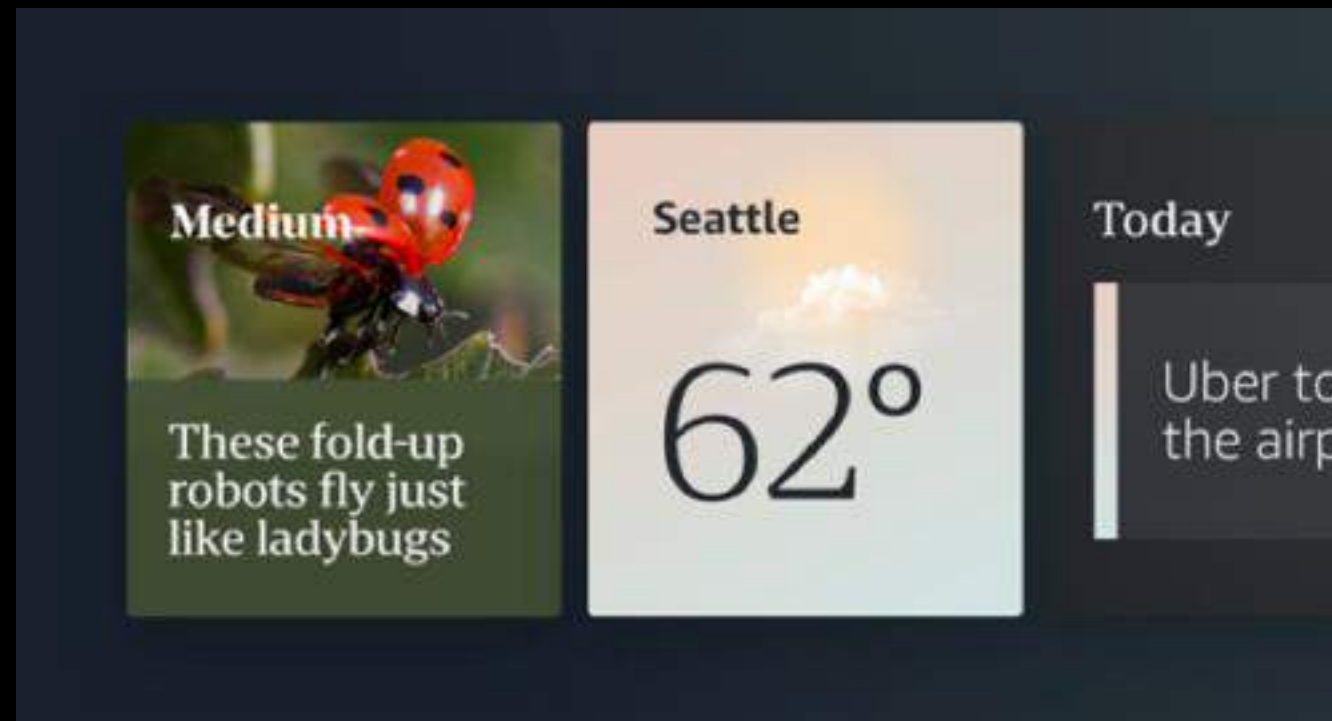 Medium
These fold-up
robots fly just
like ladybugs
Seattle
62°
Today
Uber to
the airp